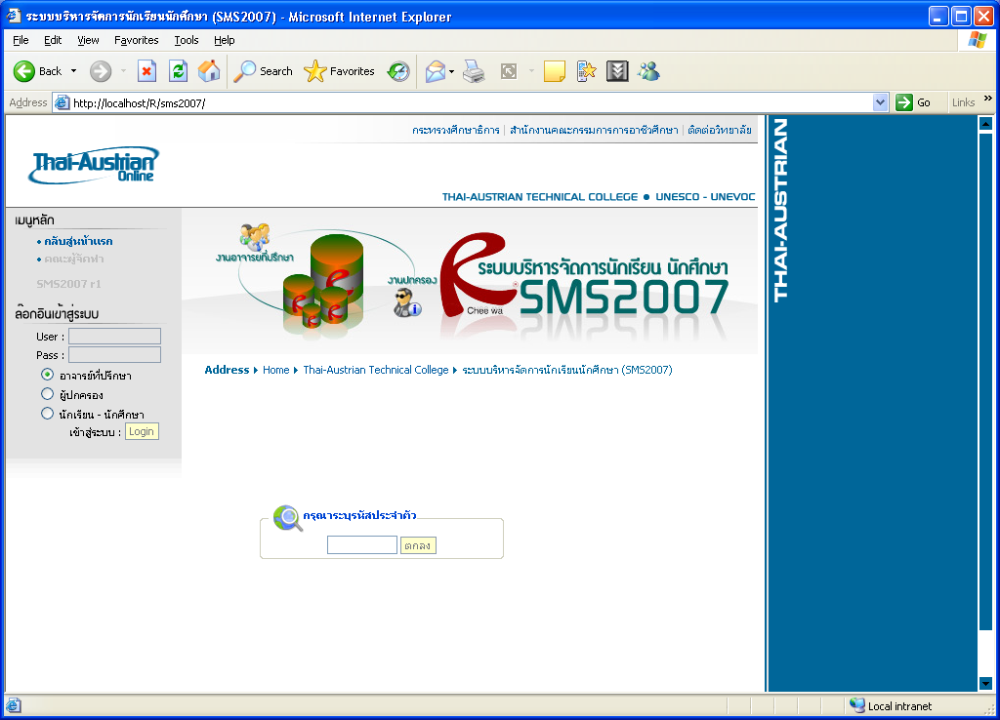 ระบบบริหารจัดการนักเรียนนักศึกษา (SMS2007) - Microsoft Internet Explorer
File Edit View Favorites Tools Help
Back Search Favorites
Address http://localhost/R/sms2007/ Go Links »
กระทรวงศึกษาธิการ | สำนักงานคณะกรรมการการอาชีวศึกษา | ติดต่อวิทยาลัย
Thai-Austrian
Online
THAI-AUSTRIAN TECHNICAL COLLEGE ● UNESCO - UNEVOC
THAI-AUSTRIAN
เมนูหลัก
• กลับสู่หน้าแรก
• คณะผู้จัดทำ
SMS2007 r1
ล๊อกอินเข้าสู่ระบบ
User :
Pass :
อาจารย์ที่ปรึกษา
ผู้ปกครอง
นักเรียน - นักศึกษา
เข้าสู่ระบบ : Login
งานอาจารย์ที่ปรึกษา
งานปกครอง
R
Chee wa
ระบบบริหารจัดการนักเรียน นักศึกษา
SMS2007
Address Home Thai-Austrian Technical College ระบบบริหารจัดการนักเรียนนักศึกษา (SMS2007)
กรุณาระบุรหัสประจำตัว
ตกลง
Local intranet